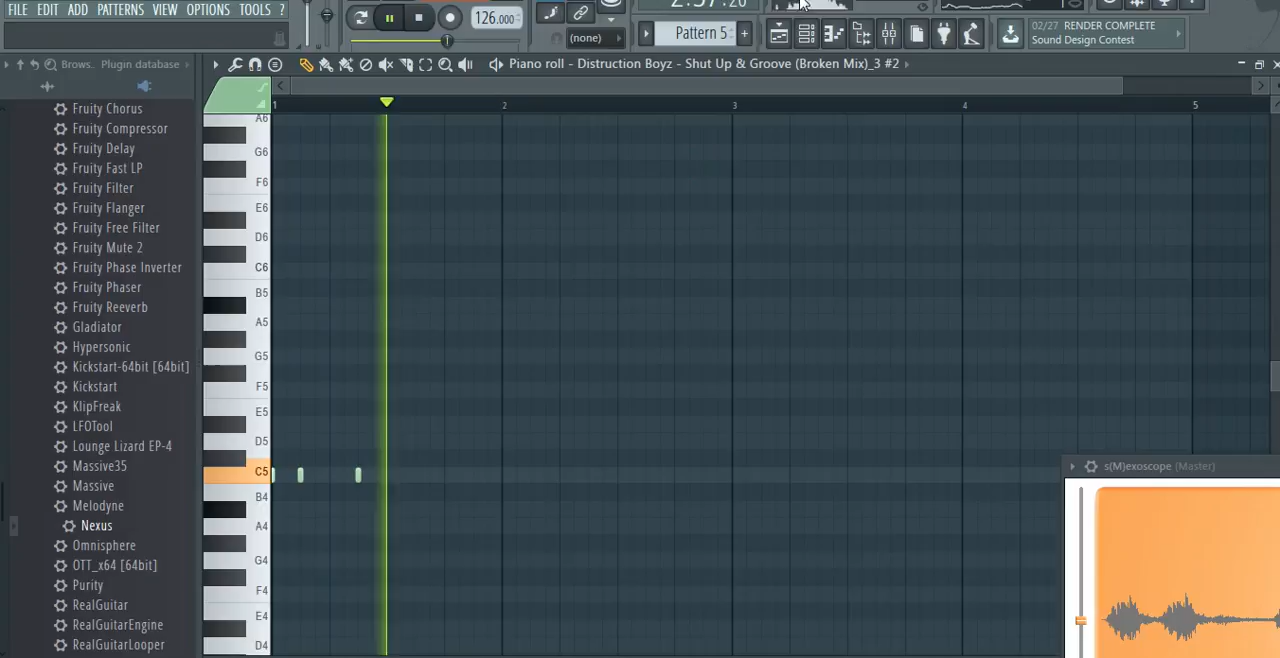 FILE EDIT ADD PATTERNS VIEW OPTIONS TOOLS ?
126.000
(none)
Pattern 5
02/27 RENDER COMPLETE
Sound Design Contest
Brows.. Plugin database
Piano roll - Distruction Boyz - Shut Up & Groove (Broken Mix)_3 #2
1 2 3 4 5
Fruity Chorus
Fruity Compressor
Fruity Delay
Fruity Fast LP
Fruity Filter
Fruity Flanger
Fruity Free Filter
Fruity Mute 2
Fruity Phase Inverter
Fruity Phaser
Fruity Reeverb
Gladiator
Hypersonic
Kickstart-64bit [64bit]
Kickstart
KlipFreak
LFOTool
Lounge Lizard EP-4
Massive35
Massive
Melodyne
Nexus
Omnisphere
OTT_x64 [64bit]
Purity
RealGuitar
RealGuitarEngine
RealGuitarLooper
A6
G6
F6
E6
D6
C6
B5
A5
G5
F5
E5
D5
C5
B4
A4
G4
F4
E4
D4
s(M)exoscope (Master)